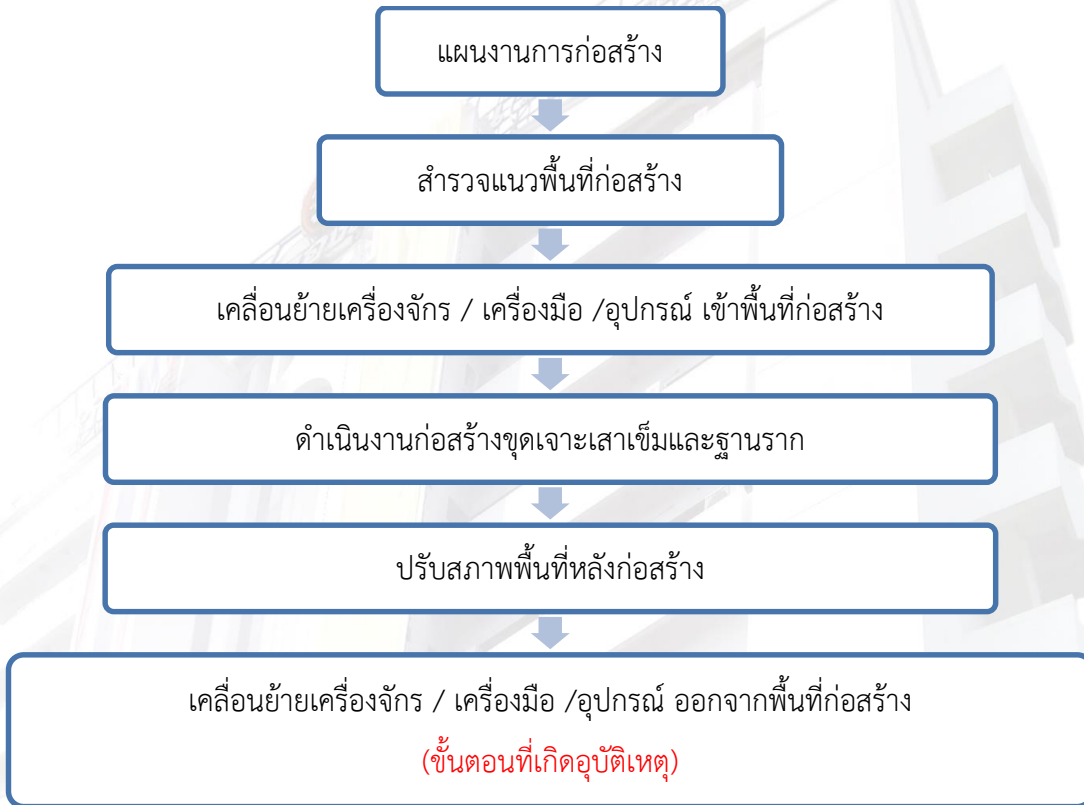 แผนงานการก่อสร้าง
สำรวจแนวพื้นที่ก่อสร้าง
เคลื่อนย้ายเครื่องจักร / เครื่องมือ /อุปกรณ์ เข้าพื้นที่ก่อสร้าง
ดำเนินงานก่อสร้างขุดเจาะเสาเข็มและฐานราก
ปรับสภาพพื้นที่หลังก่อสร้าง
เคลื่อนย้ายเครื่องจักร / เครื่องมือ /อุปกรณ์ ออกจากพื้นที่ก่อสร้าง
(ขั้นตอนที่เกิดอุบัติเหตุ)